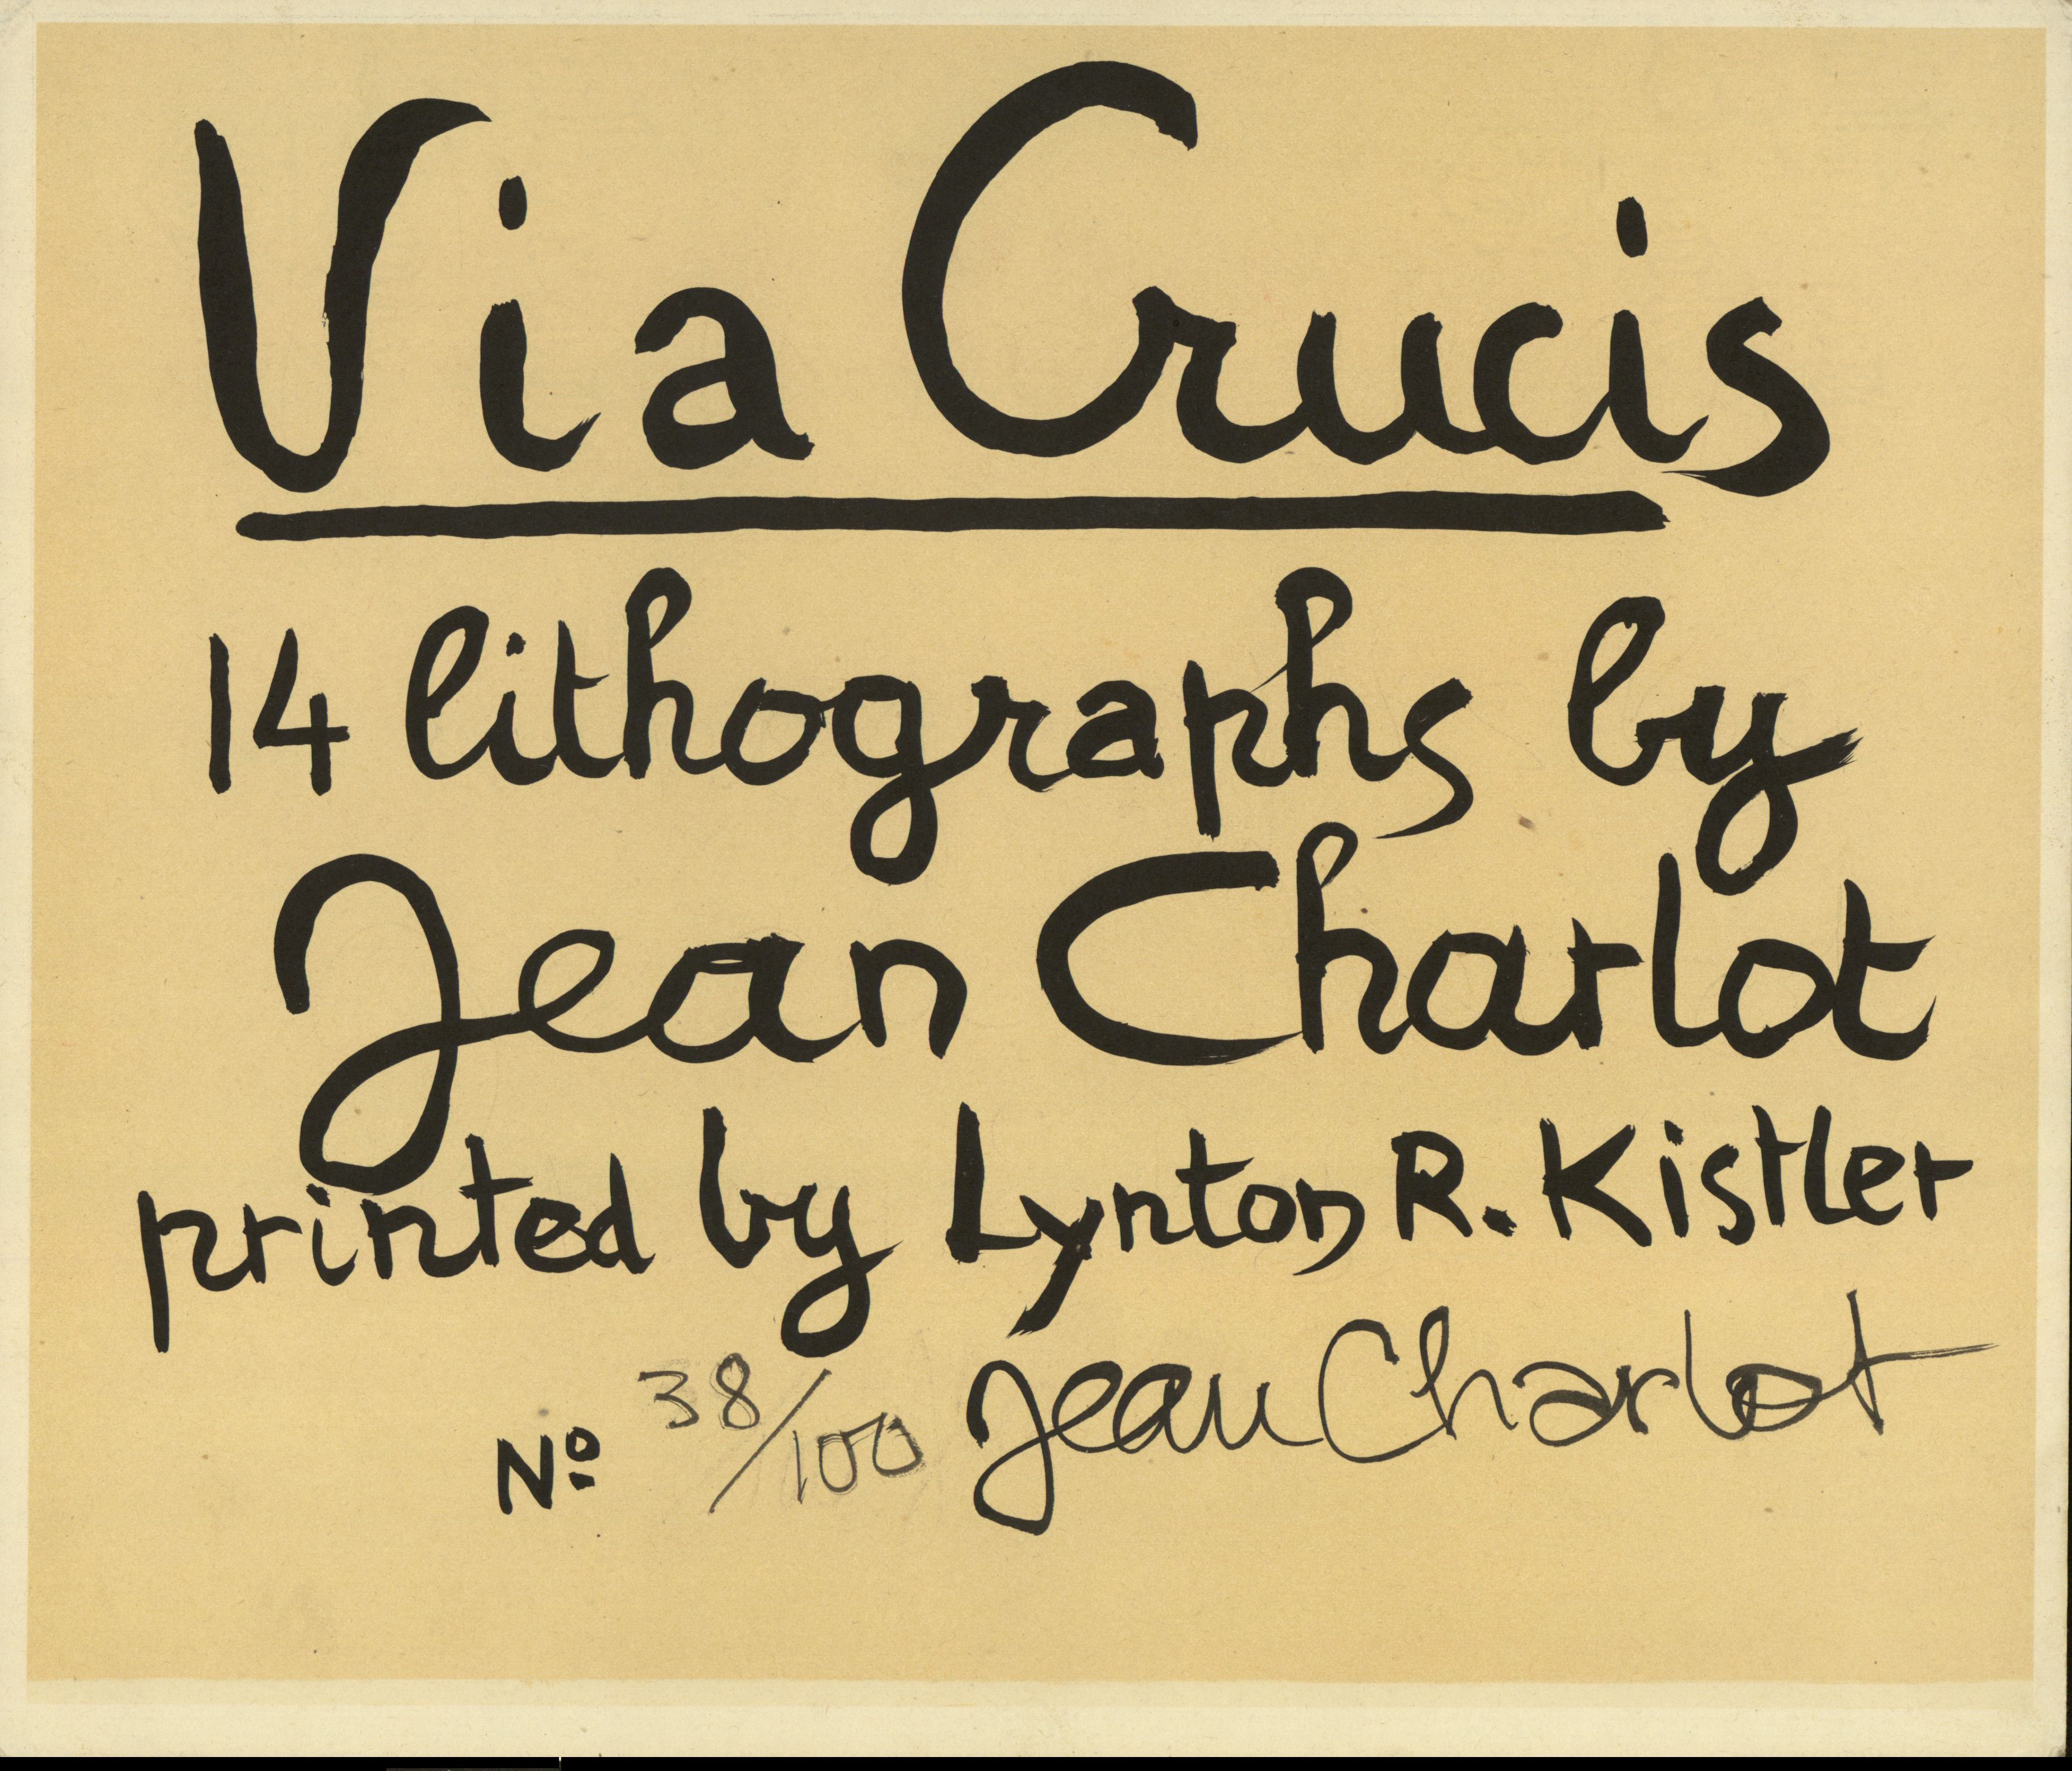 Via Crucis
14 lithographs by
Jean Charlot
printed by Lynton R. Kistler
Nº 38/100 Jean Charlot